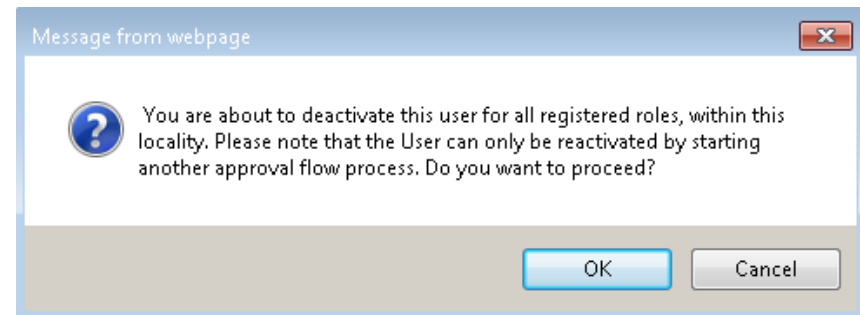 Message from webpage
You are about to deactivate this user for all registered roles, within this
locality. Please note that the User can only be reactivated by starting
another approval flow process. Do you want to proceed?
OK
Cancel